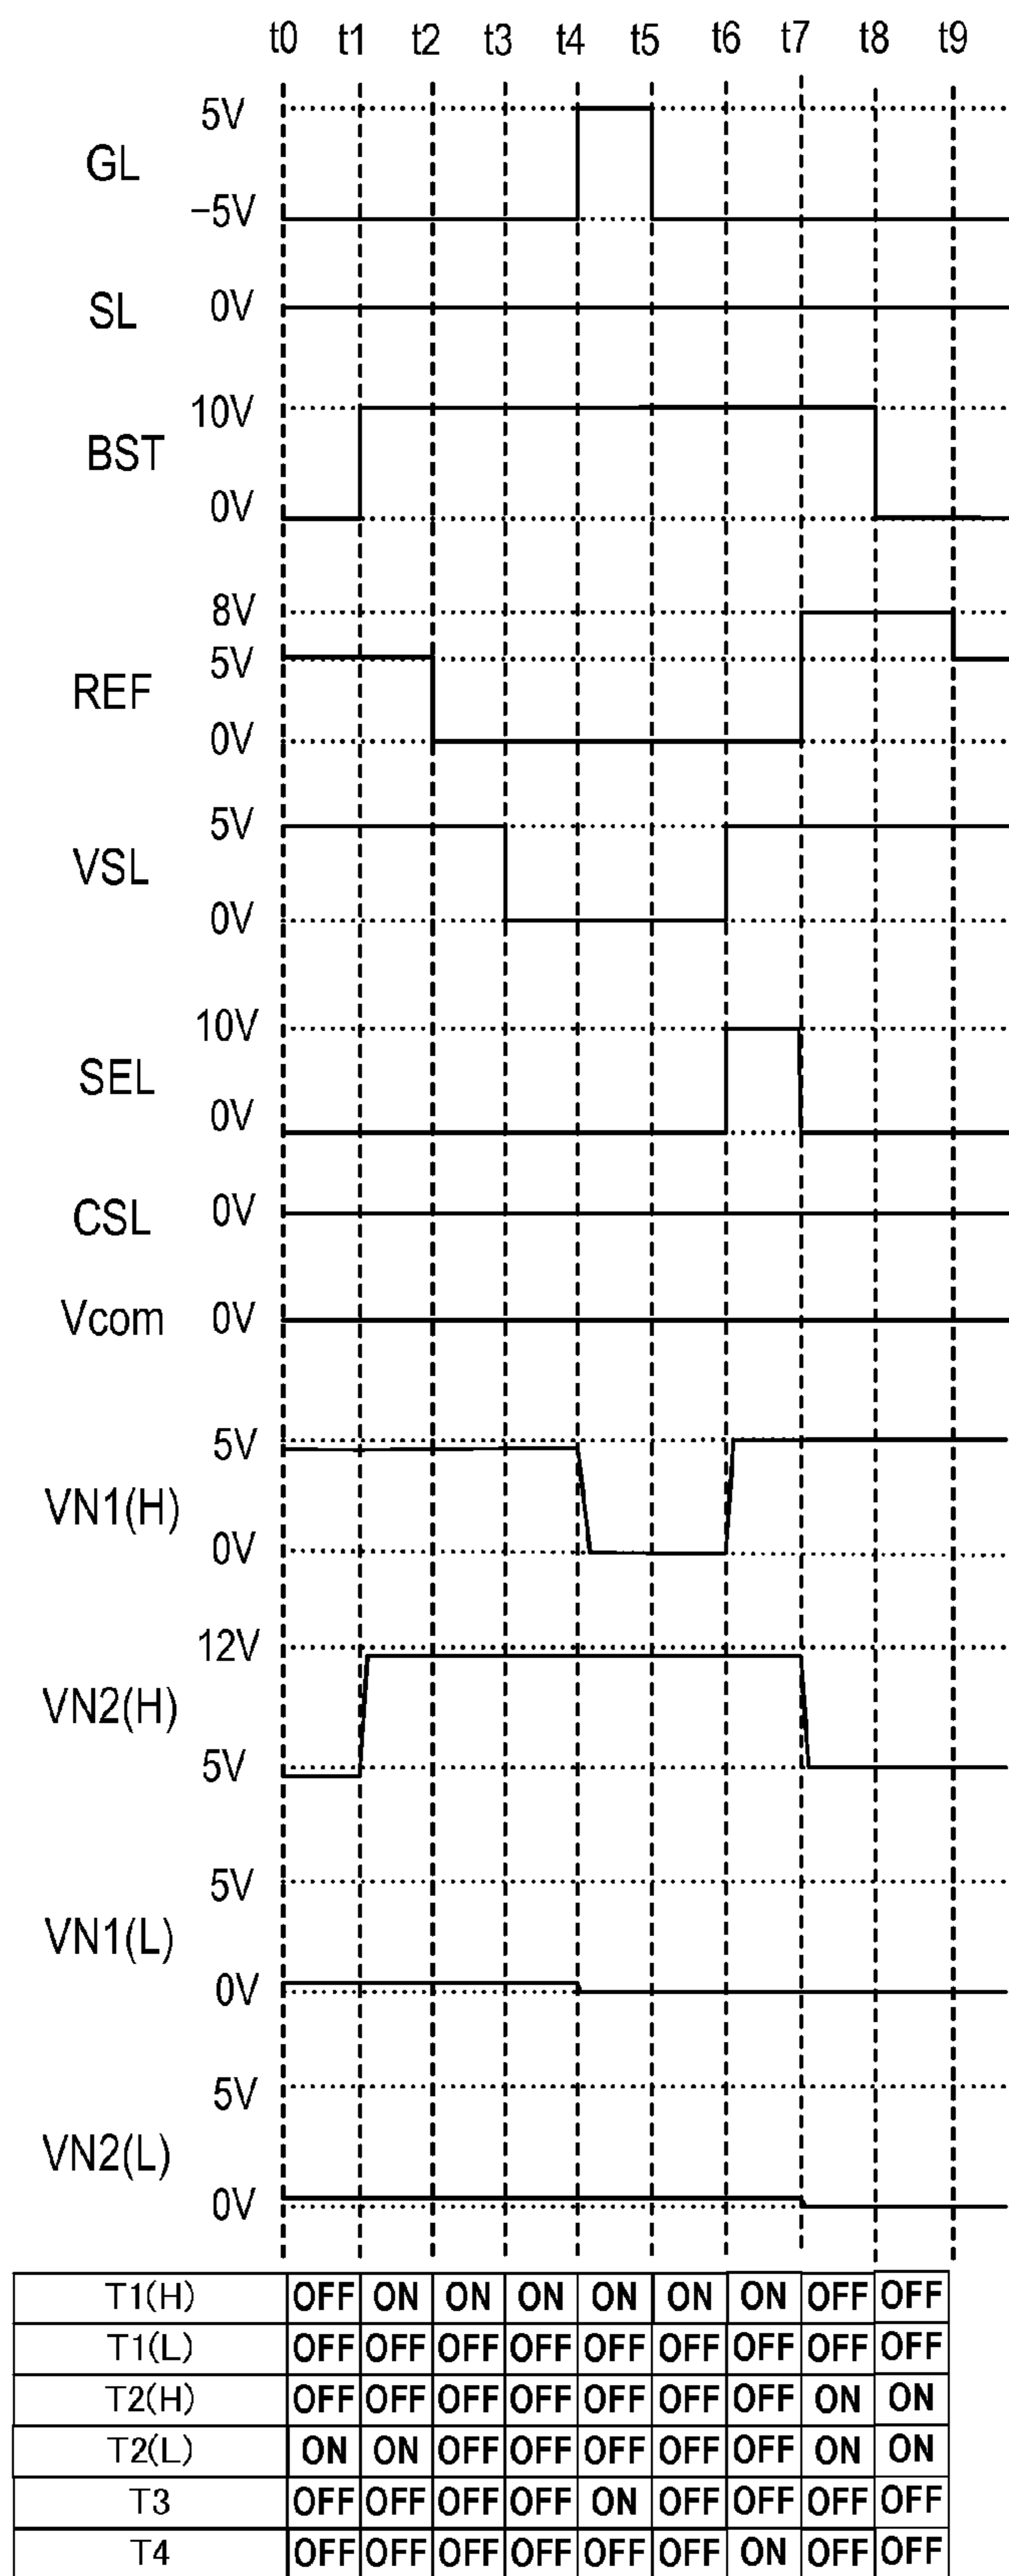 t0 t1 t2 t3 t4 t5 t6 t7 t8 t9
5V
GL
−5V
SL 0V
10V
BST
0V
8V
5V
REF
0V
5V
VSL
0V
10V
SEL
0V
CSL 0V
Vcom 0V
5V
VN1(H)
0V
12V
VN2(H)
5V
5V
VN1(L)
0V
5V
VN2(L)
0V
T1(H) OFF ON ON ON ON ON ON OFF OFF
T1(L) OFF OFF OFF OFF OFF OFF OFF OFF OFF
T2(H) OFF OFF OFF OFF OFF OFF OFF ON ON
T2(L) ON ON OFF OFF OFF OFF OFF ON ON
T3 OFF OFF OFF OFF ON OFF OFF OFF OFF
T4 OFF OFF OFF OFF OFF OFF ON OFF OFF